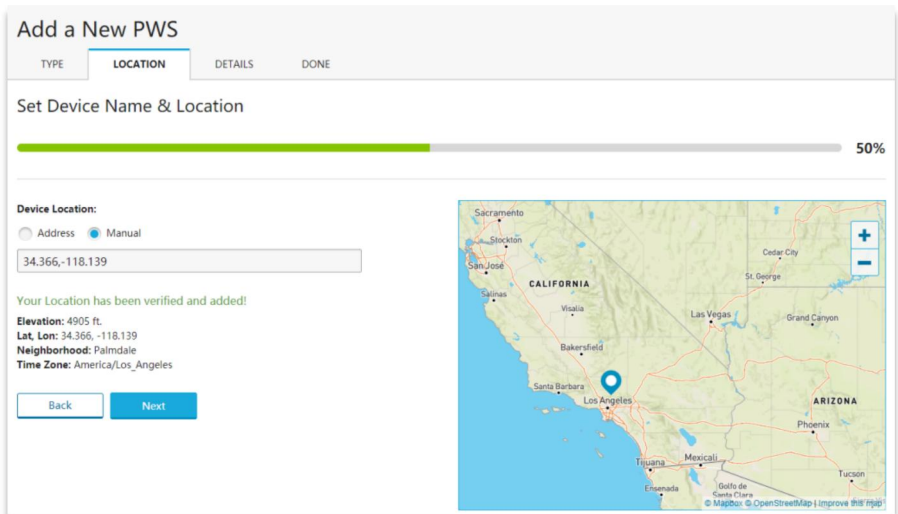 Add a New PWS
TYPE LOCATION DETAILS DONE
Set Device Name & Location
50%
Device Location:
Address Manual
34.366,-118.139
Your Location has been verified and added!
Elevation: 4905 ft.
Lat, Lon: 34.366, -118.139
Neighborhood: Palmdale
Time Zone: America/Los_Angeles
Back Next
Sacramento
Stockton
San José
Salinas
CALIFORNIA
Visalia
Bakersfield
Santa Barbara
Los Angeles
Cedar City
St. George
Las Vegas
Grand Canyon
ARIZONA
Phoenix
Tijuana
Mexicali
Tucson
Ensenada
Golfo de
Santa Clara
+
−
© Mapbox © OpenStreetMap | Improve this map